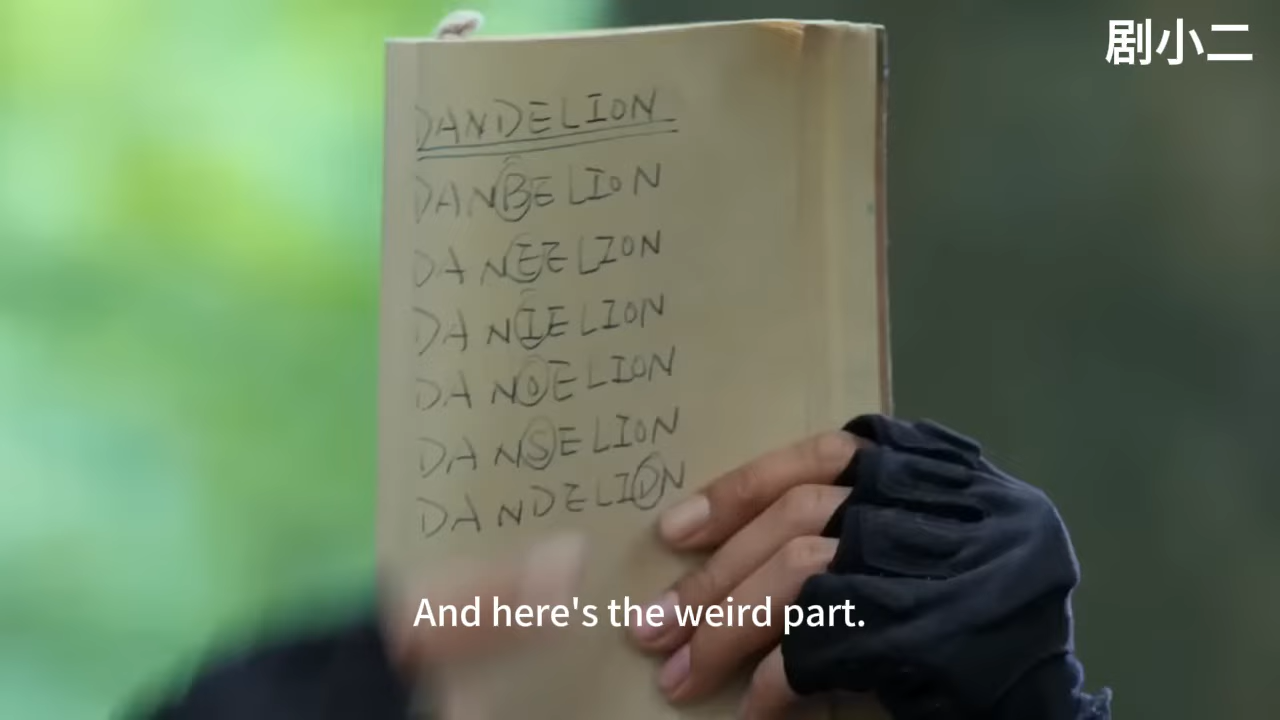 剧小二
DANDELION
DANBELION
DANEELION
DANIELION
DANOELION
DANSELION
DANDELIDN
And here's the weird part.